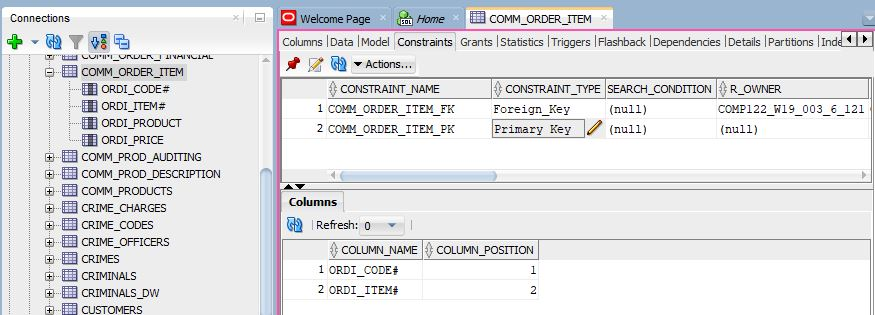 Connections
COMM_ORDER_FINANCIAL
COMM_ORDER_ITEM
ORDI_CODE#
ORDI_ITEM#
ORDI_PRODUCT
ORDI_PRICE
COMM_PROD_AUDITING
COMM_PROD_DESCRIPTION
COMM_PRODUCTS
CRIME_CHARGES
CRIME_CODES
CRIME_OFFICERS
CRIMES
CRIMINALS
CRIMINALS_DW
CUSTOMERS
Welcome Page Home COMM_ORDER_ITEM
Columns Data Model Constraints Grants Statistics Triggers Flashback Dependencies Details Partitions Inde
Actions...
CONSTRAINT_NAME CONSTRAINT_TYPE SEARCH_CONDITION R_OWNER
1 COMM_ORDER_ITEM_FK Foreign_Key (null) COMP122_W19_003_6_121
2 COMM_ORDER_ITEM_PK Primary_Key (null) (null)
Columns
Refresh: 0
COLUMN_NAME COLUMN_POSITION
1 ORDI_CODE# 1
2 ORDI_ITEM# 2